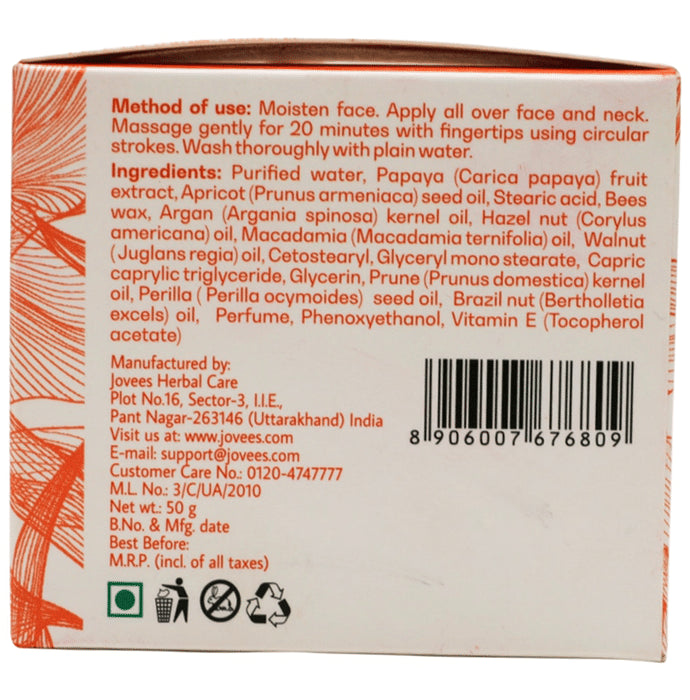 Method of use: Moisten face. Apply all over face and neck.
Massage gently for 20 minutes with fingertips using circular
strokes. Wash thoroughly with plain water.
Ingredients: Purified water, Papaya (Carica papaya) fruit
extract, Apricot (Prunus armeniaca) seed oil, Stearic acid, Bees
wax, Argan (Argania spinosa) kernel oil, Hazel nut (Corylus
americana) oil, Macadamia (Macadamia ternifolia) oil, Walnut
(Juglans regia) oil, Cetostearyl, Glyceryl mono stearate, Capric
caprylic triglyceride, Glycerin, Prune (Prunus domestica) kernel
oil, Perilla ( Perilla ocymoides) seed oil, Brazil nut (Bertholletia
excels) oil, Perfume, Phenoxyethanol, Vitamin E (Tocopherol
acetate)
Manufactured by:
Jovees Herbal Care
Plot No.16, Sector-3, I.I.E.,
Pant Nagar-263146 (Uttarakhand) India
Visit us at: www.jovees.com
E-mail: support@jovees.com
Customer Care No.: 0120-4747777
M.L. No.: 3/C/UA/2010
Net wt.: 50 g
B.No. & Mfg. date
Best Before:
M.R.P. (incl. of all taxes)
8 906007 676809